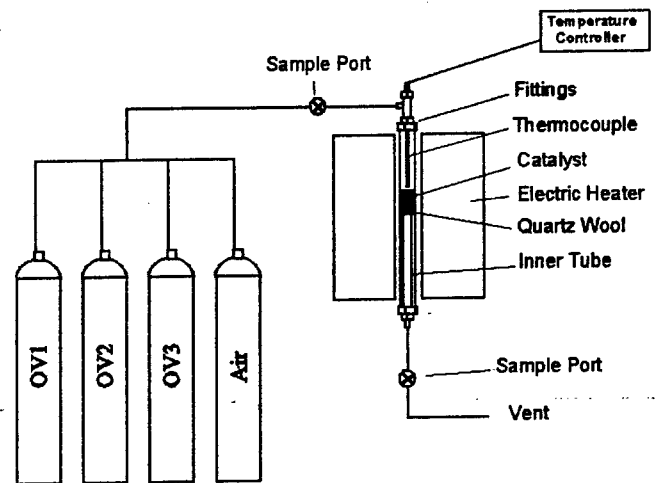 Temperature
Controller
Sample Port
Fittings
Thermocouple
Catalyst
Electric Heater
Quartz Wool
Inner Tube
OV1
OV2
OV3
Air
Sample Port
Vent